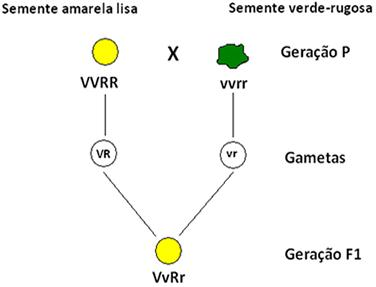 Semente amarela lisa
Semente verde-rugosa
X
Geração P
VVRR
vvrr
VR
vr
Gametas
Geração F1
VvRr